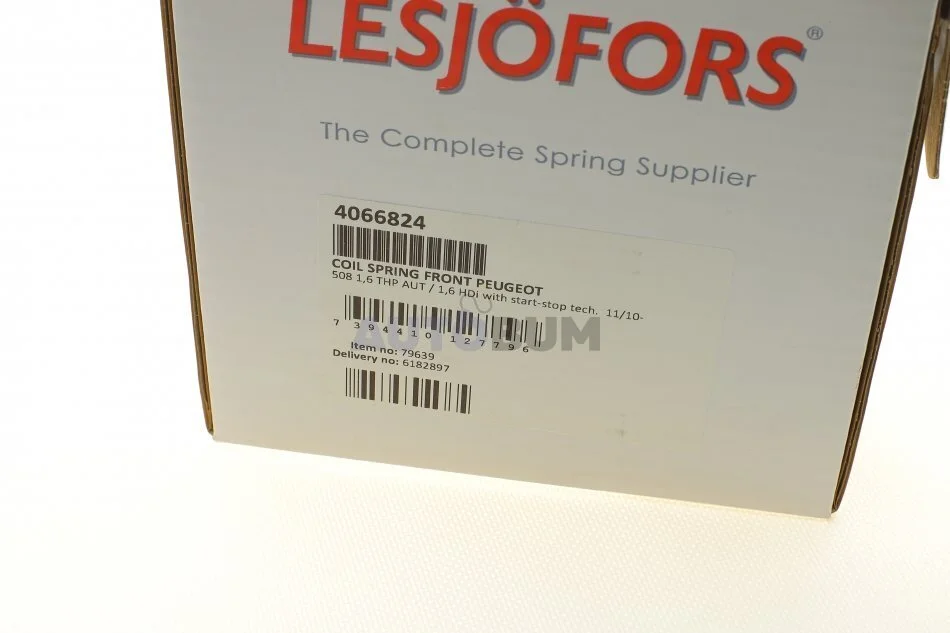 LESJÖFORS®
The Complete Spring Supplier
4066824
COIL SPRING FRONT PEUGEOT
508 1,6 THP AUT / 1,6 HDi with start-stop tech. 11/10-
7 394410 127796
AUTOBUM
Item no: 79639
Delivery no: 6182897